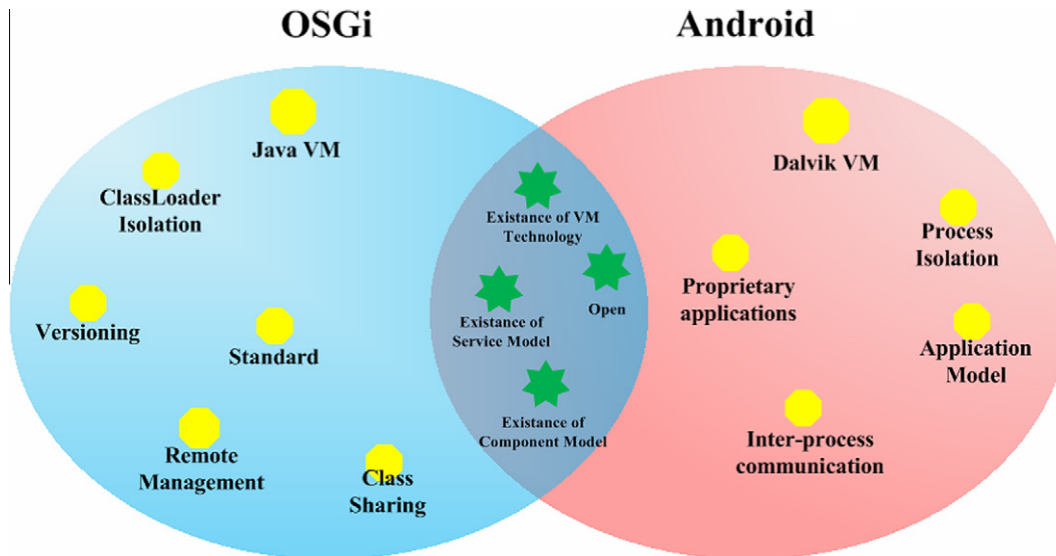 OSGi
Android
Java VM
ClassLoader
Isolation
Versioning
Standard
Remote
Management
Class
Sharing
Existance of VM
Technology
Open
Existance of
Service Model
Existance of
Component Model
Dalvik VM
Process
Isolation
Proprietary
applications
Application
Model
Inter-process
communication